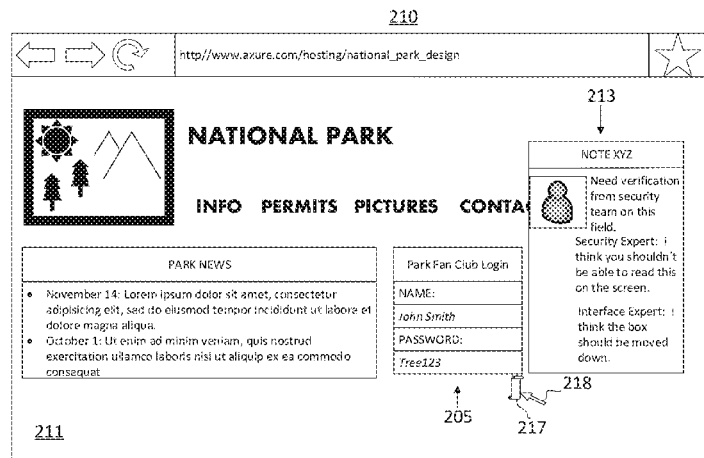 210
http//www.axure.com/hosting/national_park_design
213
NATIONAL PARK
NOTE XYZ
INFO PERMITS PICTURES CONTA
Need verification
from security
team on this
field.
Security Expert: I
think you shouldn't
be able to read this
on the screen.
Interface Expert: I
think the box
should be moved
down.
PARK NEWS
November 14: Lorem ipsum dolor sit amet, consectetur
adipisicing elit, sed do eiusmod tempor incididunt ut labore et
dolore magna aliqua.
October 1: Ut enim ad minim veniam, quis nostrud
exercitation ullamco laboris nisi ut aliquip ex ea commodo
consequat
Park Fan Club Login
NAME:
John Smith
PASSWORD:
Tree123
218
217
205
211